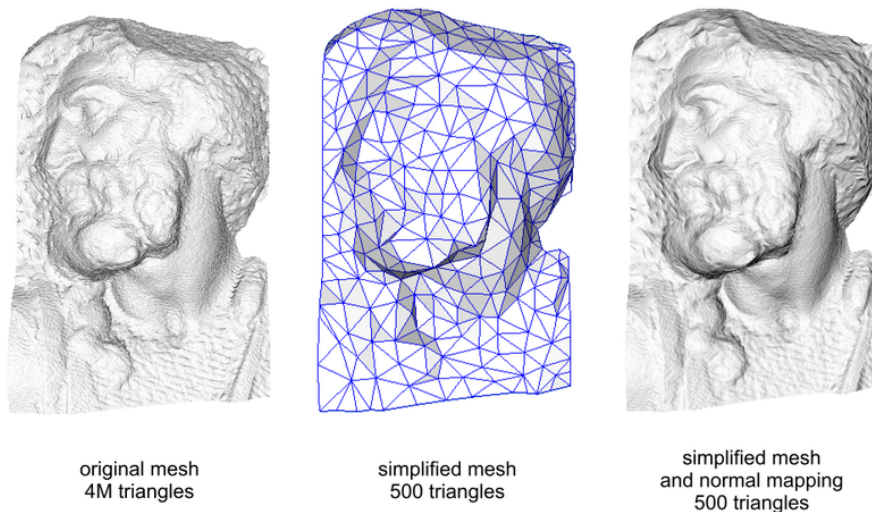 original mesh
4M triangles
simplified mesh
500 triangles
simplified mesh
and normal mapping
500 triangles